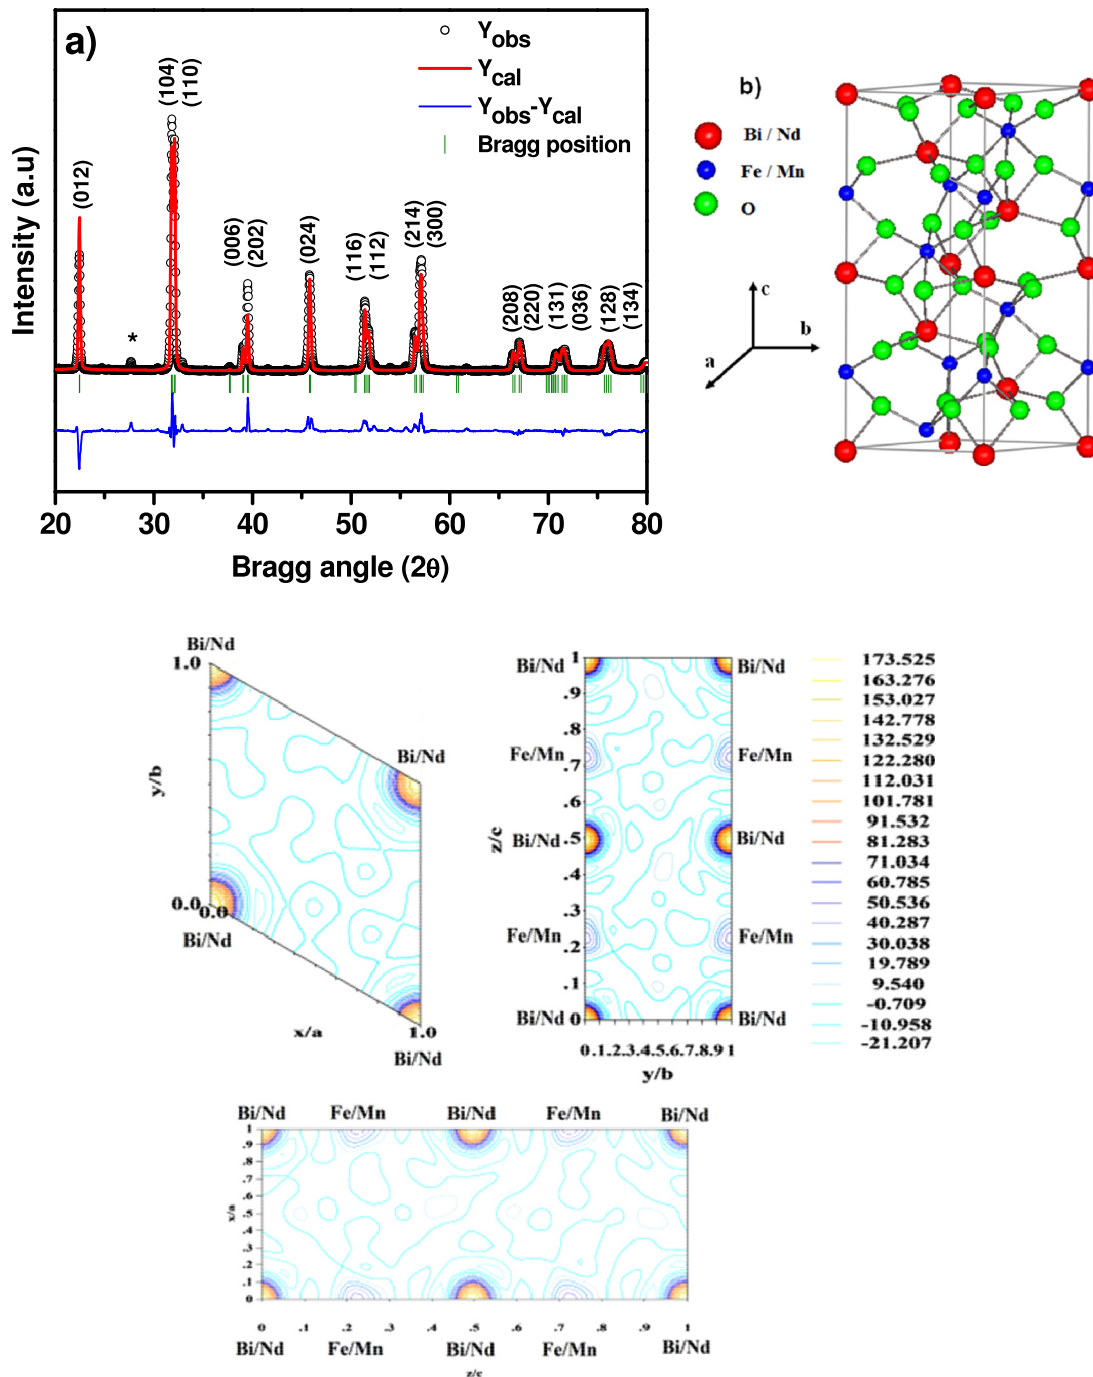 a)
Y_obs
Y_cal
Y_obs-Y_cal
Bragg position
(012)
(104)
(110)
(006)
(202)
(024)
(116)
(112)
(214)
(300)
(208)
(220)
(131)
(036)
(128)
(134)
*
Intensity (a.u)
20 30 40 50 60 70 80
Bragg angle (2θ)
b)
Bi / Nd
Fe / Mn
O
c
b
a
Bi/Nd
1.0
Bi/Nd
y/b
0.0
0.0
Bi/Nd
x/a
1.0
Bi/Nd
Bi/Nd 1 Bi/Nd
.9
.8
Fe/Mn .7 Fe/Mn
.6
Bi/Nd .5 Bi/Nd
z/c
.4
.3
Fe/Mn .2 Fe/Mn
.1
Bi/Nd 0 Bi/Nd
0 .1 .2 .3 .4 .5 .6 .7 .8 .9 1
y/b
173.525
163.276
153.027
142.778
132.529
122.280
112.031
101.781
91.532
81.283
71.034
60.785
50.536
40.287
30.038
19.789
9.540
-0.709
-10.958
-21.207
Bi/Nd Fe/Mn Bi/Nd Fe/Mn Bi/Nd
1
.9
.8
.7
.6
.5
.4
.3
.2
.1
0
x/a
0 .1 .2 .3 .4 .5 .6 .7 .8 .9 1
Bi/Nd Fe/Mn Bi/Nd Fe/Mn Bi/Nd
z/c